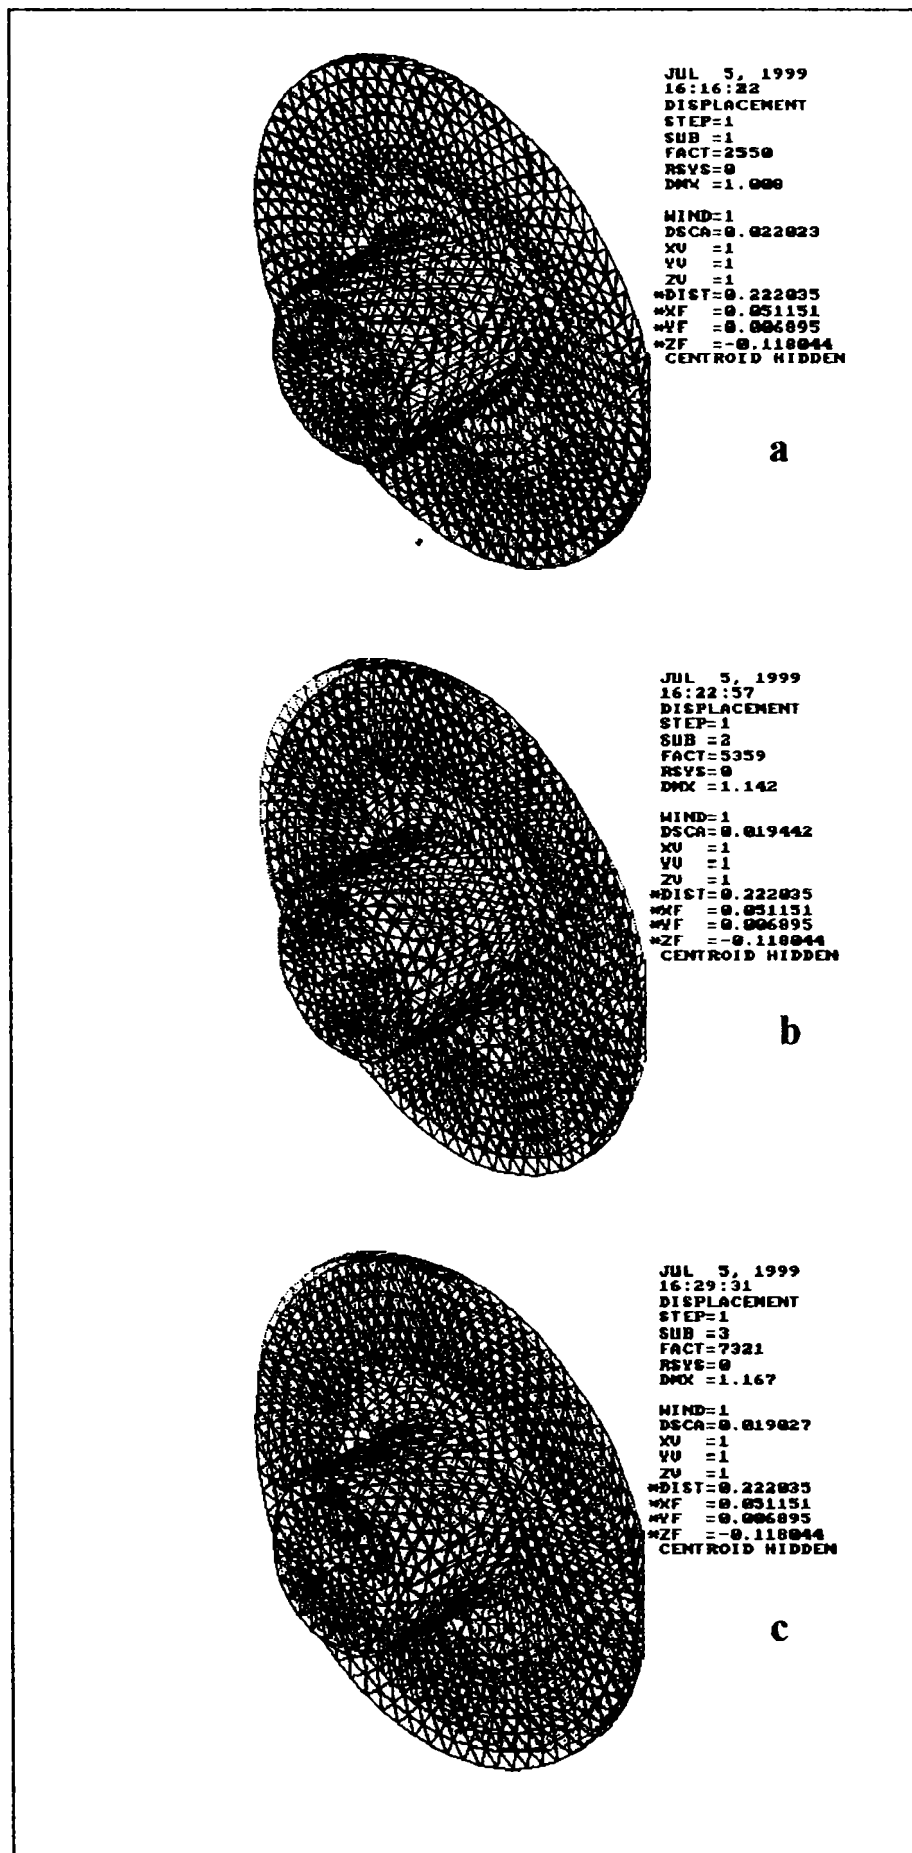 JUL 5, 1999
16:16:22
DISPLACEMENT
STEP=1
SUB =1
FACT=2550
RSYS=0
DMX =1.008
WIND=1
DSCA=0.022023
XV =1
YV =1
ZV =1
*DIST=0.222035
*XF =0.051151
*YF =0.006895
*ZF =-0.118044
CENTROID HIDDEN
a
JUL 5, 1999
16:22:57
DISPLACEMENT
STEP=1
SUB =2
FACT=5359
RSYS=0
DMX =1.142
WIND=1
DSCA=0.019442
XV =1
YV =1
ZV =1
*DIST=0.222035
*XF =0.051151
*YF =0.006895
*ZF =-0.118044
CENTROID HIDDEN
b
JUL 5, 1999
16:29:31
DISPLACEMENT
STEP=1
SUB =3
FACT=7321
RSYS=0
DMX =1.167
WIND=1
DSCA=0.019027
XV =1
YV =1
ZV =1
*DIST=0.222035
*XF =0.051151
*YF =0.006895
*ZF =-0.118044
CENTROID HIDDEN
c